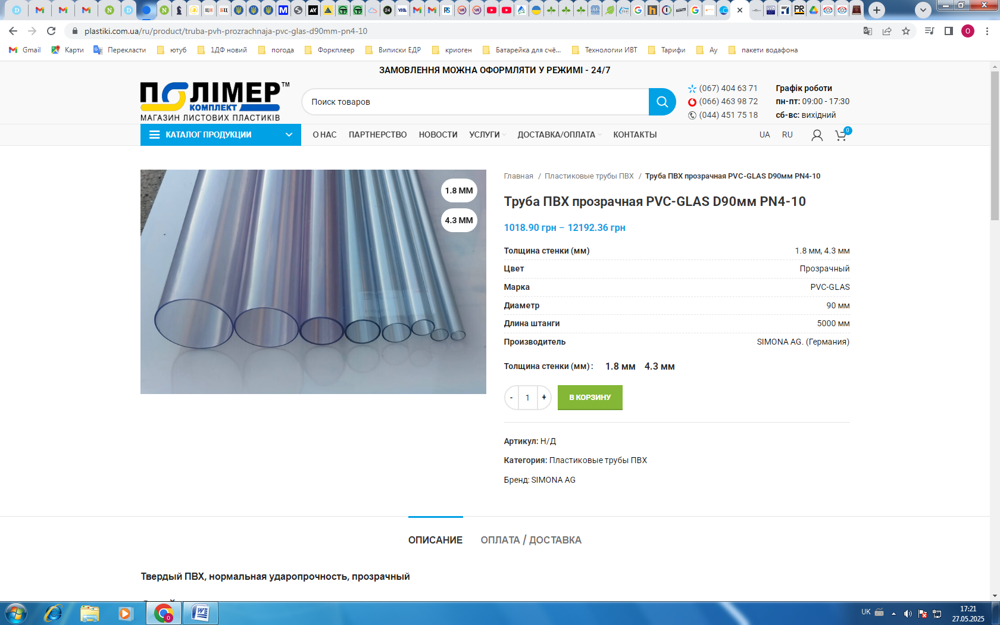 plastiki.com.ua/ru/product/truba-pvh-prozrachnaja-pvc-glas-d90mm-pn4-10
Gmail Карти Перекласти ютуб 1ДФ новий погода Форкплеер Виписки ЕДР криоген Батарейка для счё... Технологии ИВТ Тарифи Ау пакети водафона
ЗАМОВЛЕННЯ МОЖНА ОФОРМЛЯТИ У РЕЖИМІ - 24/7
ПОЛІМЕР™
КОМПЛЕКТ
МАГАЗИН ЛИСТОВИХ ПЛАСТИКІВ
Поиск товаров
(067) 404 63 71
(066) 463 98 72
(044) 451 75 18
Графік роботи
пн-пт: 09:00 - 17:30
сб-вс: вихідний
КАТАЛОГ ПРОДУКЦИИ О НАС ПАРТНЕРСТВО НОВОСТИ УСЛУГИ ДОСТАВКА/ОПЛАТА КОНТАКТЫ UA RU 0
1.8 ММ
4.3 ММ
Главная / Пластиковые трубы ПВХ / Труба ПВХ прозрачная PVC-GLAS D90мм PN4-10
Труба ПВХ прозрачная PVC-GLAS D90мм PN4-10
1018.90 грн – 12192.36 грн
Толщина стенки (мм) 1.8 мм, 4.3 мм
Цвет Прозрачный
Марка PVC-GLAS
Диаметр 90 мм
Длина штанги 5000 мм
Производитель SIMONA AG. (Германия)
Толщина стенки (мм) : 1.8 мм 4.3 мм
- 1 + В КОРЗИНУ
Артикул: Н/Д
Категория: Пластиковые трубы ПВХ
Бренд: SIMONA AG
ОПИСАНИЕ ОПЛАТА / ДОСТАВКА
Твердый ПВХ, нормальная ударопрочность, прозрачный
UK
17:21
27.05.2025